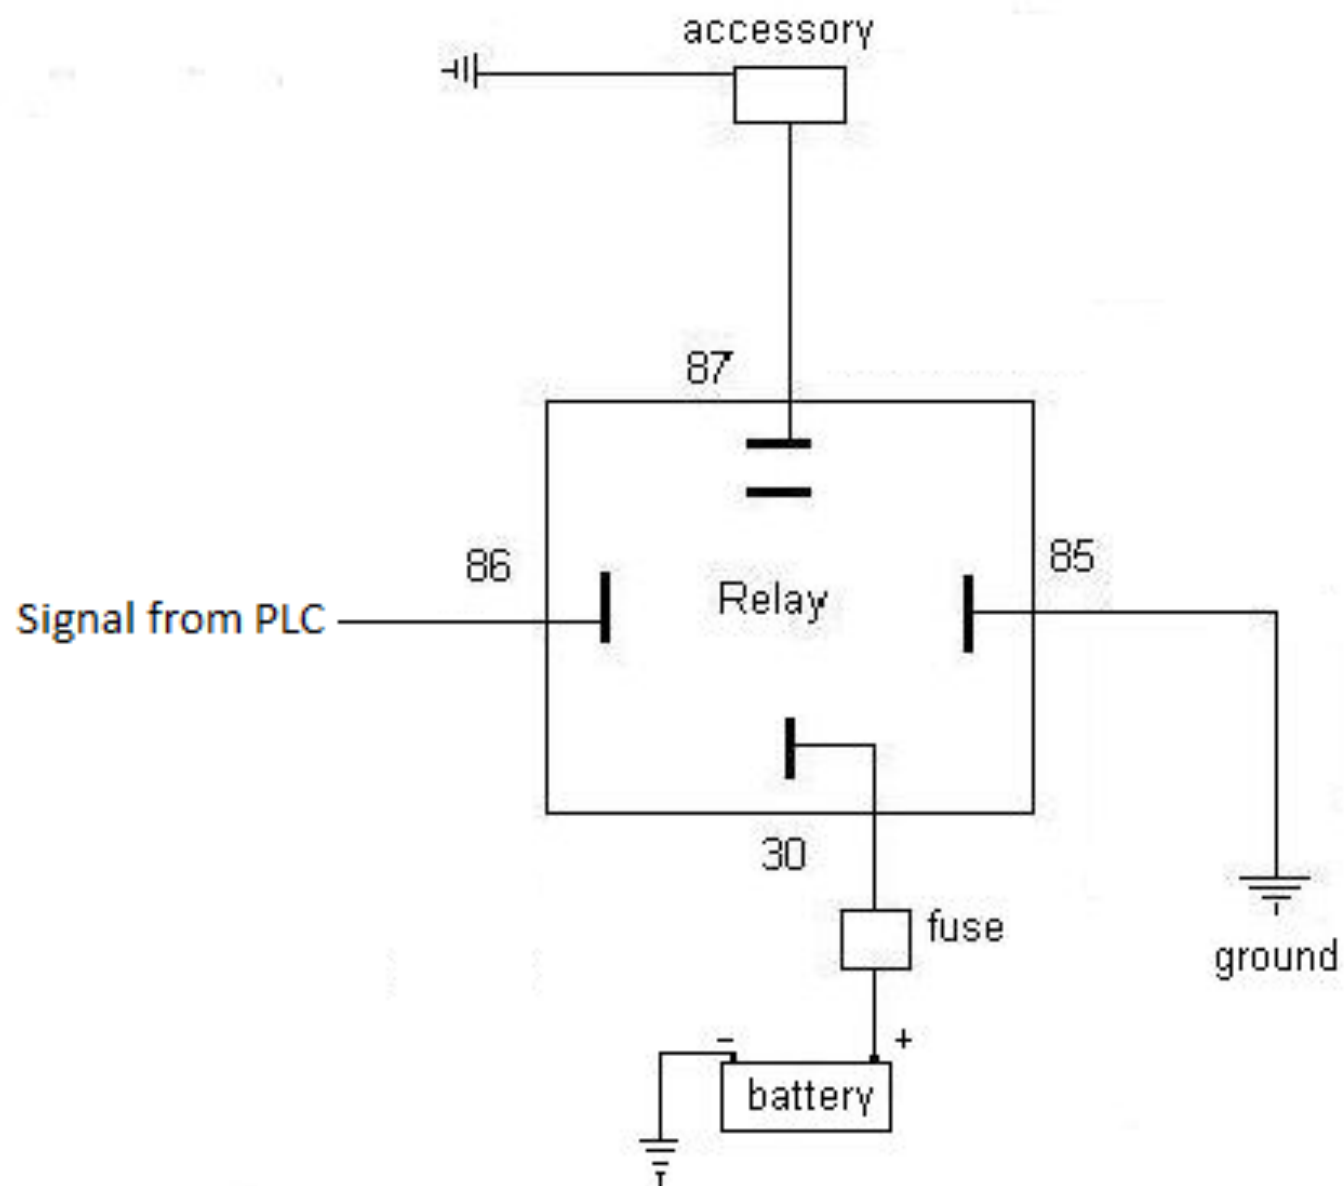 accessory
87
86
85
Relay
Signal from PLC
30
fuse
ground
- +
battery